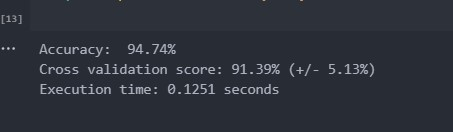 [13]
... Accuracy:  94.74%
Cross validation score: 91.39% (+/- 5.13%)
Execution time: 0.1251 seconds